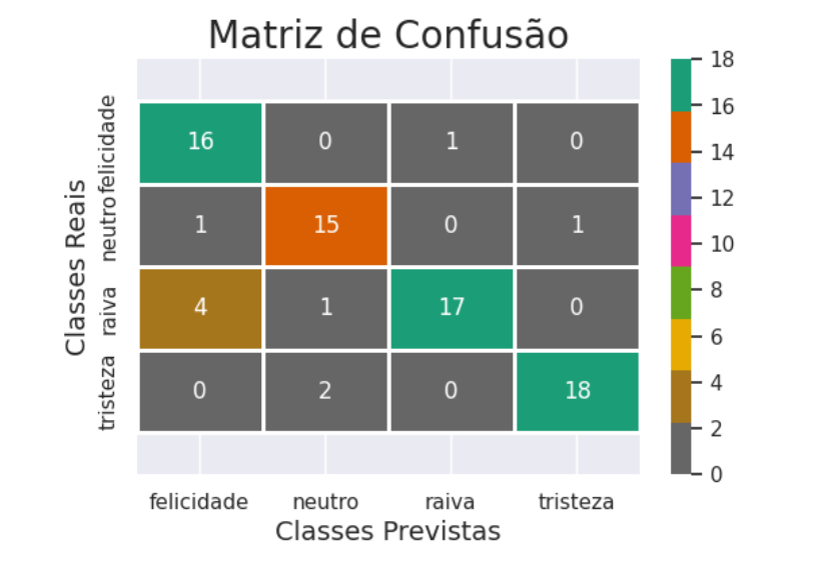 Matriz de Confusão
Classes Reais
felicidade
16 0 1 0
neutro
1 15 0 1
raiva
4 1 17 0
tristeza
0 2 0 18
felicidade neutro raiva tristeza
Classes Previstas
18
16
14
12
10
8
6
4
2
0